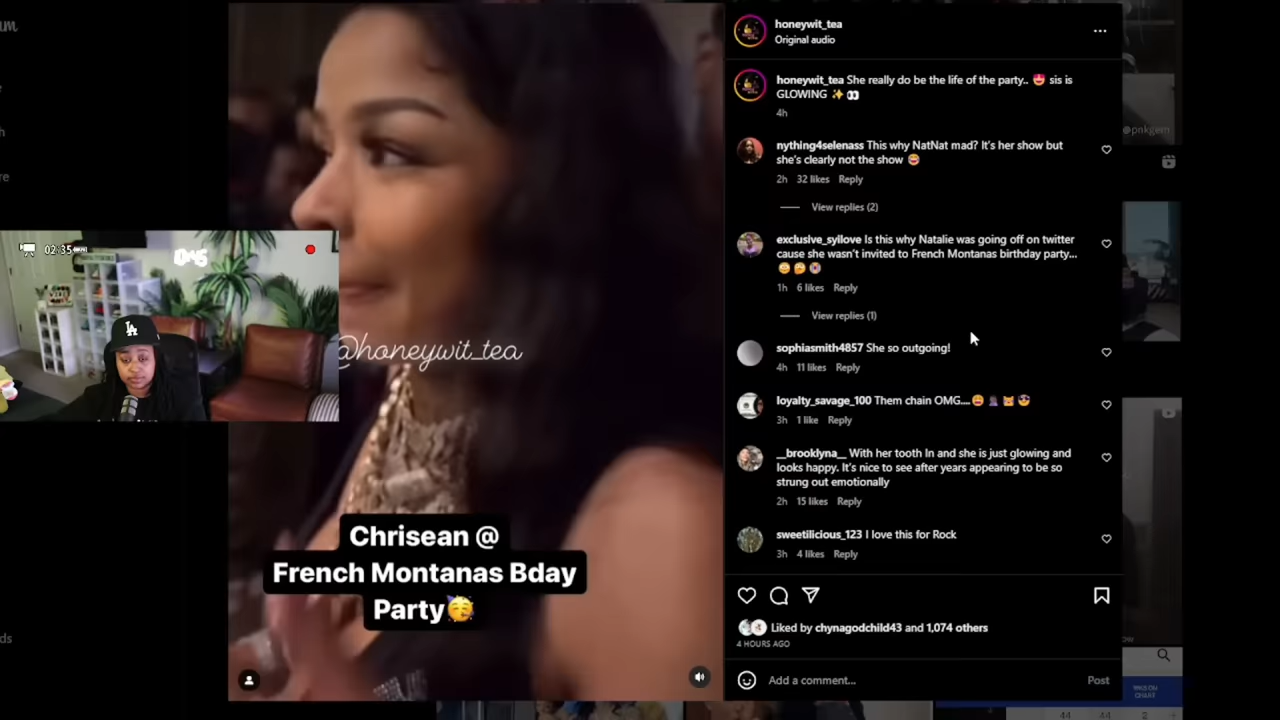 honeywit_tea
Original audio
honeywit_tea She really do be the life of the party.. 🤩 sis is
GLOWING ✨ 👀
4h
nything4selenass This why NatNat mad? It's her show but
she's clearly not the show 😅
2h 32 likes Reply
View replies (2)
exclusive_syllove Is this why Natalie was going off on twitter
cause she wasn't invited to French Montanas birthday party...
1h 6 likes Reply
View replies (1)
sophiasmith4857 She so outgoing!
4h 11 likes Reply
loyalty_savage_100 Them chain OMG....
3h 1 like Reply
__brooklyna__ With her tooth In and she is just glowing and
looks happy. It's nice to see after years appearing to be so
strung out emotionally
2h 15 likes Reply
sweetilicious_123 I love this for Rock
3h 4 likes Reply
Liked by chynagodchild43 and 1,074 others
4 HOURS AGO
Add a comment...
Post
@honeywit_tea
Chrisean @
French Montanas Bday
Party🥳
02:35
LA
@pnkgem
44 44 2